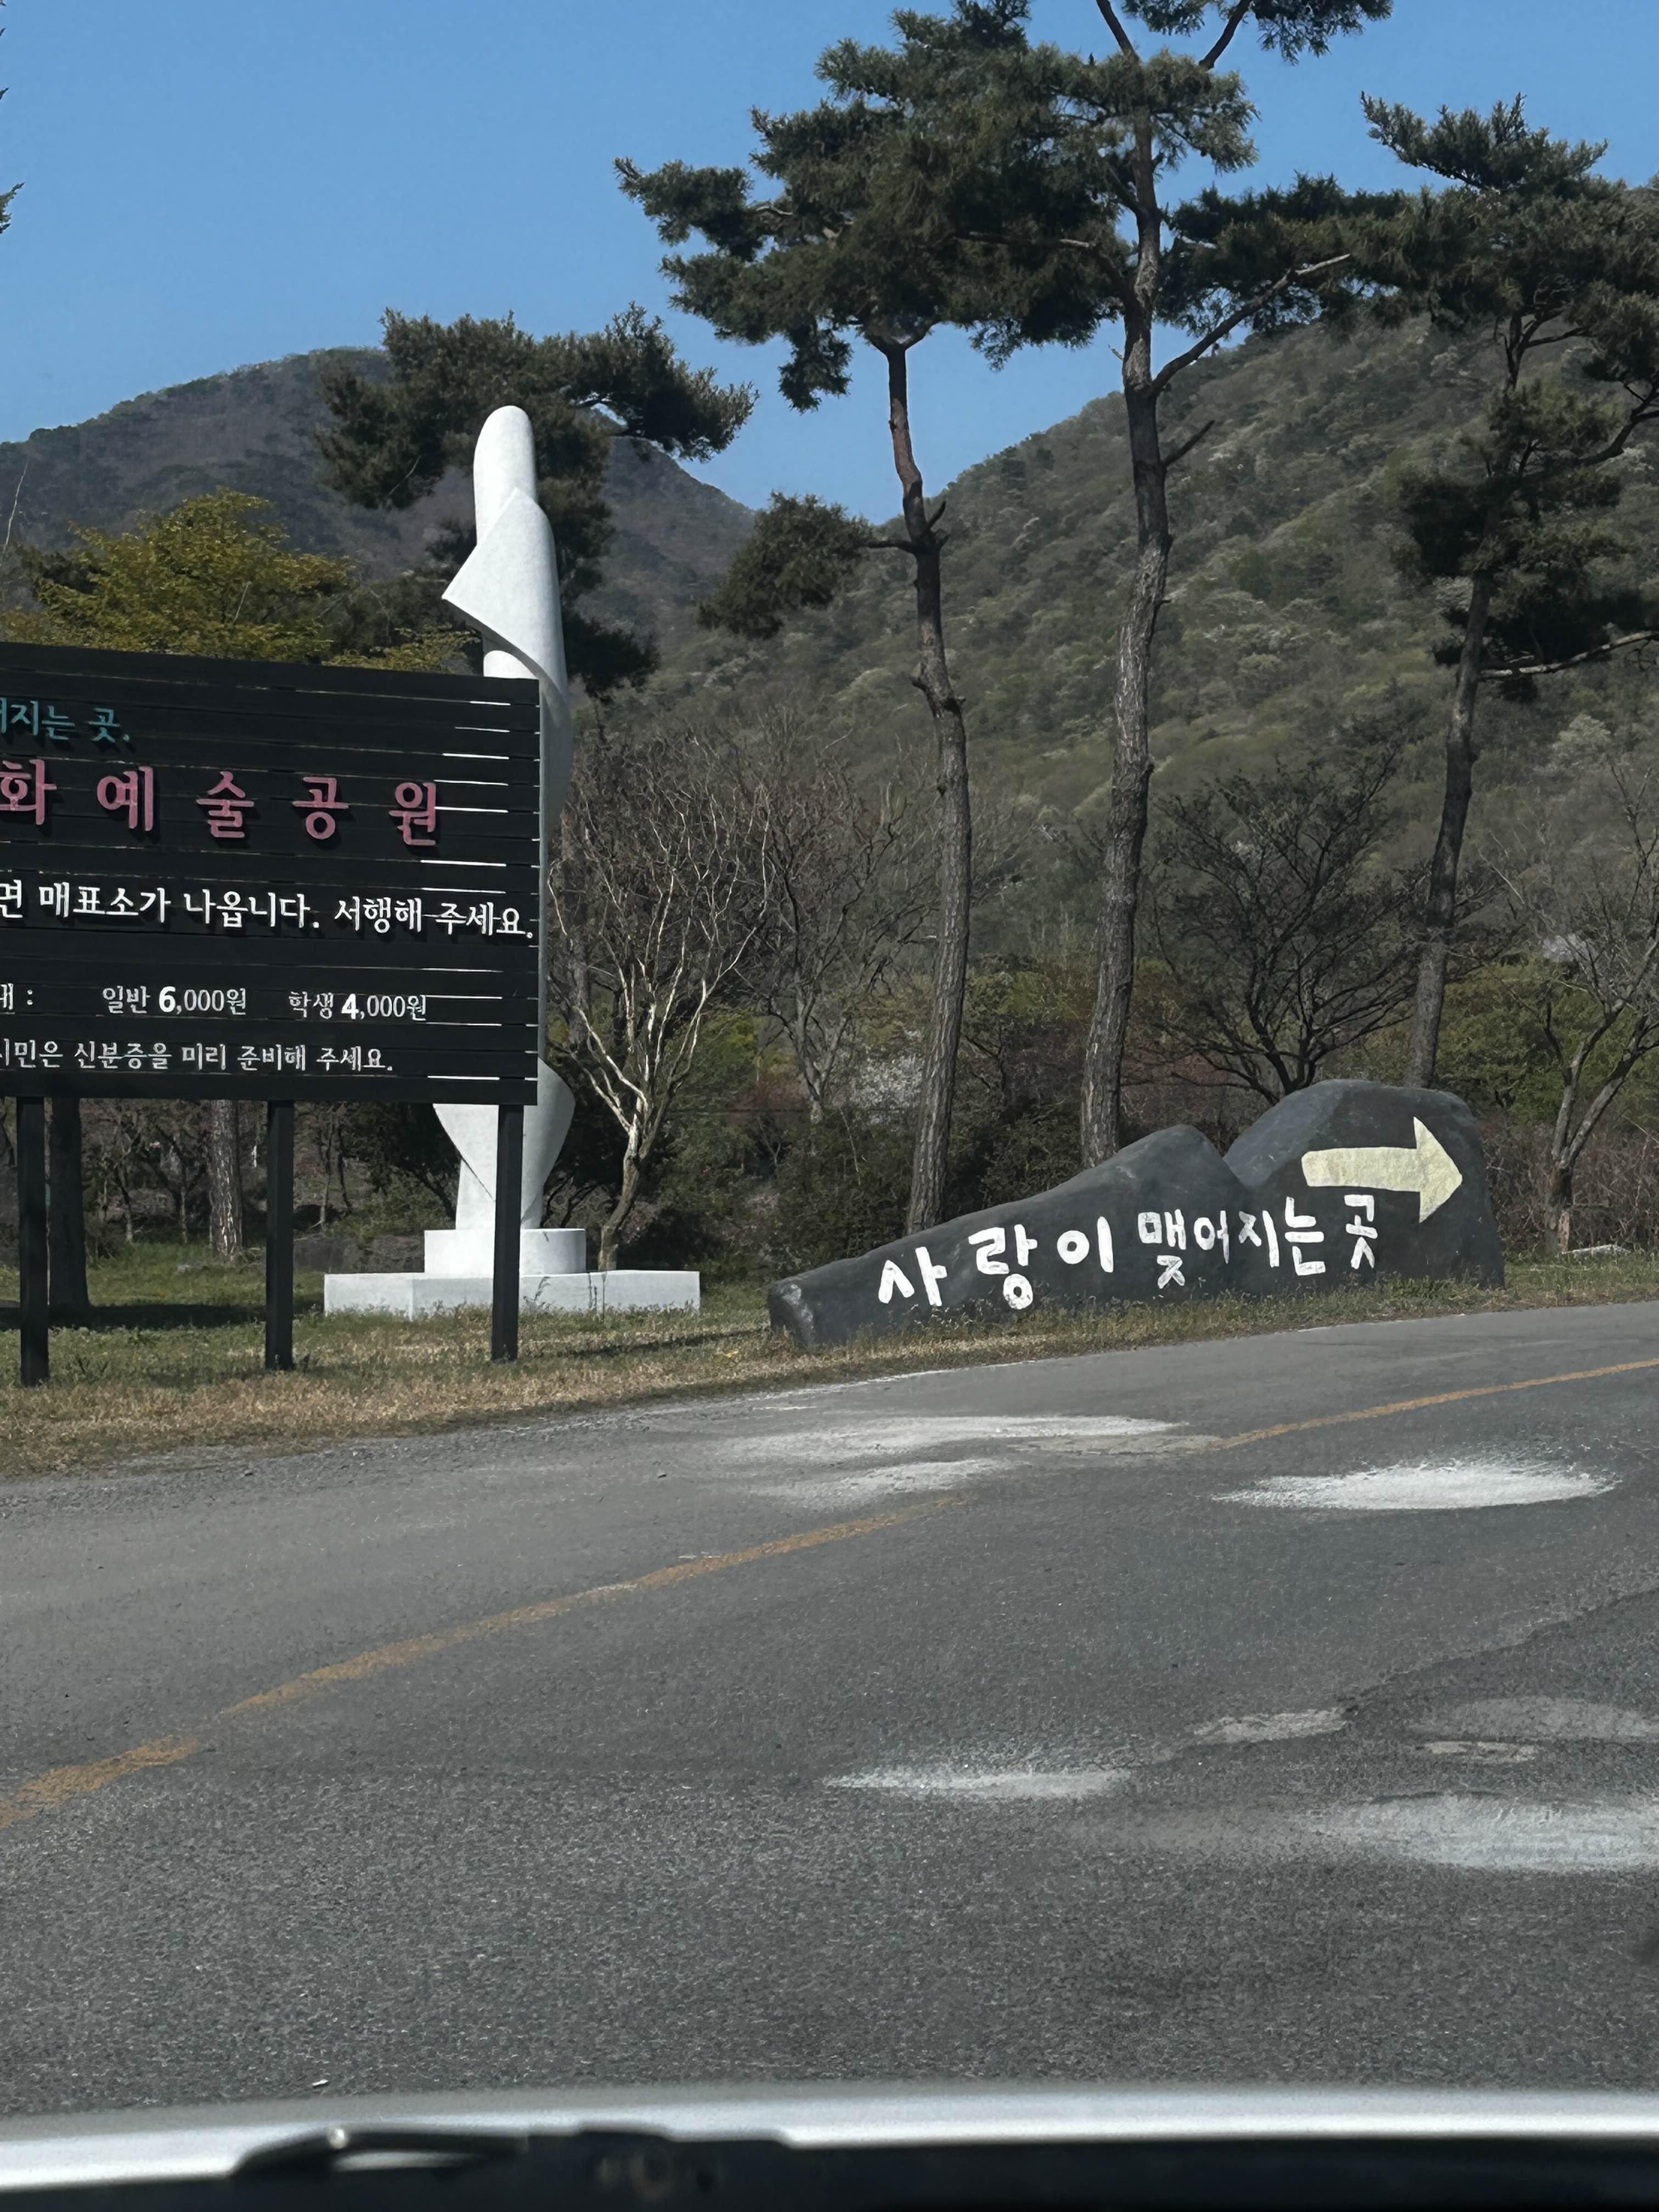 어지는 곳.
화예술공원
면 매표소가 나옵니다. 서행해 주세요.
내 : 일반 6,000원 학생 4,000원
시민은 신분증을 미리 준비해 주세요.
사랑이 맺어지는 곳